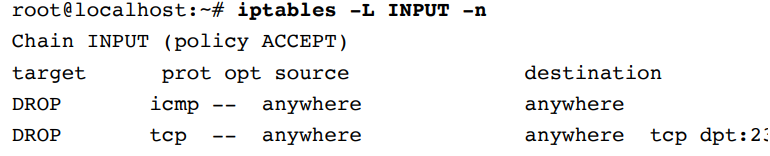 root@localhost:~# iptables -L INPUT -n
Chain INPUT (policy ACCEPT)
target prot opt source destination
DROP icmp -- anywhere anywhere
DROP tcp -- anywhere anywhere tcp dpt:23